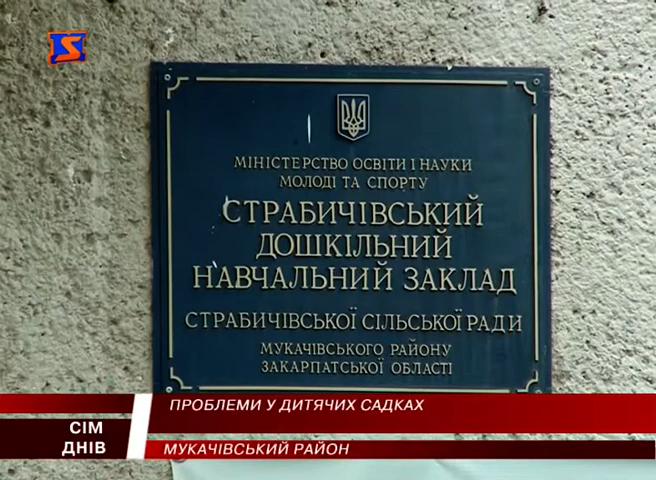 S
МІНІСТЕРСТВО ОСВІТИ І НАУКИ
МОЛОДІ ТА СПОРТУ
СТРАБИЧІВСЬКИЙ
ДОШКІЛЬНИЙ
НАВЧАЛЬНИЙ ЗАКЛАД
СТРАБИЧІВСЬКОЇ СІЛЬСЬКОЇ РАДИ
МУКАЧІВСЬКОГО РАЙОНУ
ЗАКАРПАТСЬКОЇ ОБЛАСТІ
ПРОБЛЕМИ У ДИТЯЧИХ САДКАХ
СІМ
ДНІВ
МУКАЧІВСЬКИЙ РАЙОН